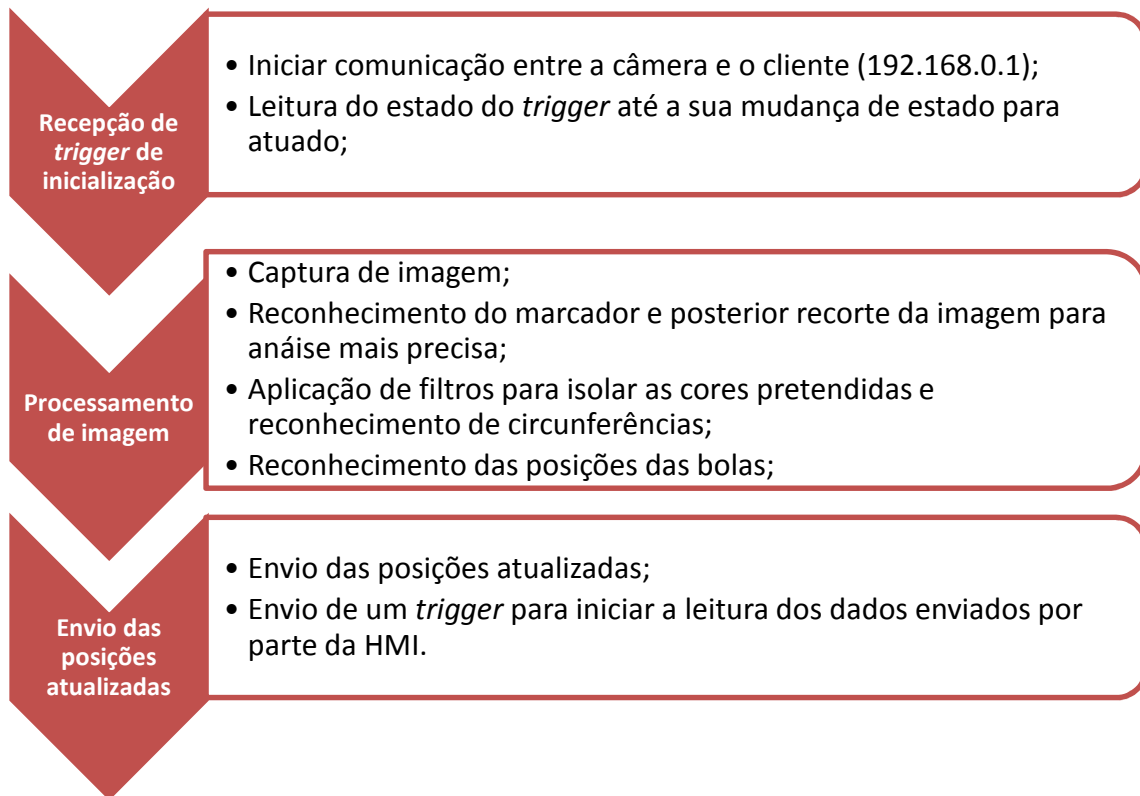 Recepção de
trigger de
inicialização
• Iniciar comunicação entre a câmera e o cliente (192.168.0.1);
• Leitura do estado do trigger até a sua mudança de estado para
atuado;
Processamento
de imagem
• Captura de imagem;
• Reconhecimento do marcador e posterior recorte da imagem para
anáise mais precisa;
• Aplicação de filtros para isolar as cores pretendidas e
reconhecimento de circunferências;
• Reconhecimento das posições das bolas;
Envio das
posições
atualizadas
• Envio das posições atualizadas;
• Envio de um trigger para iniciar a leitura dos dados enviados por
parte da HMI.